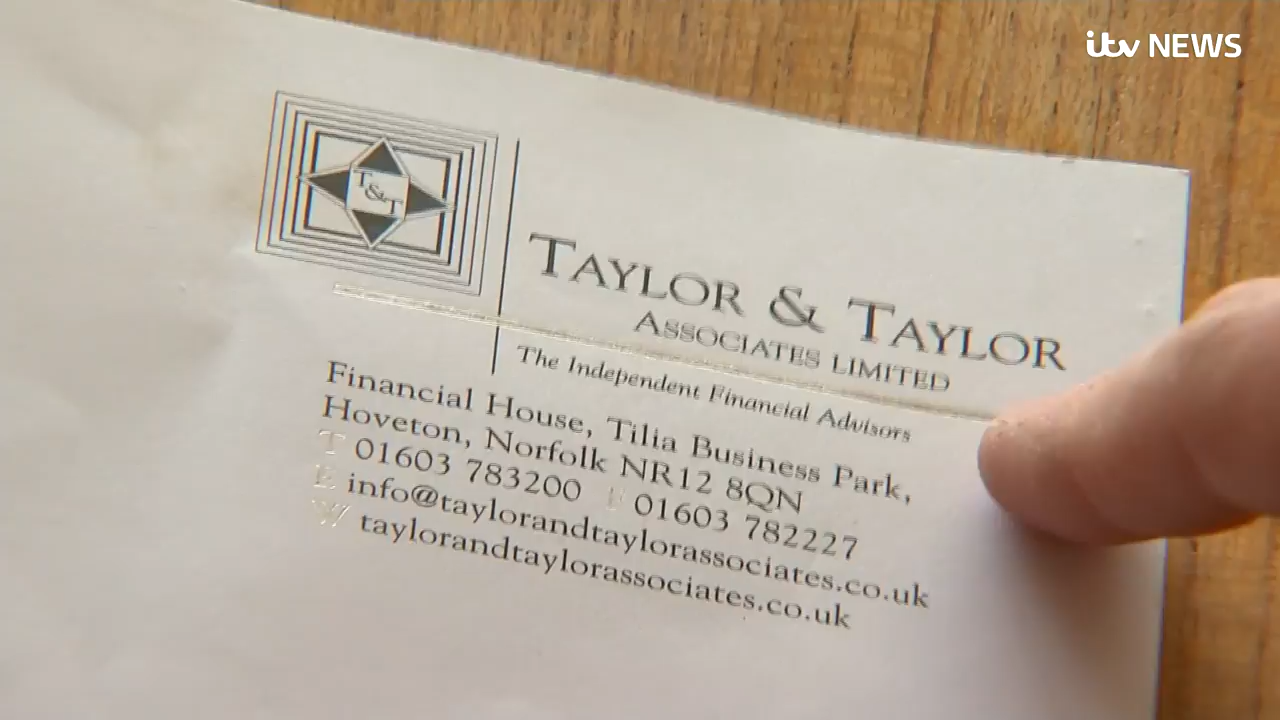 itv NEWS
T&T
TAYLOR & TAYLOR
ASSOCIATES LIMITED
The Independent Financial Advisors
Financial House, Tilia Business Park,
Hoveton, Norfolk NR12 8QN
T 01603 783200 F 01603 782227
E info@taylorandtaylorassociates.co.uk
W taylorandtaylorassociates.co.uk